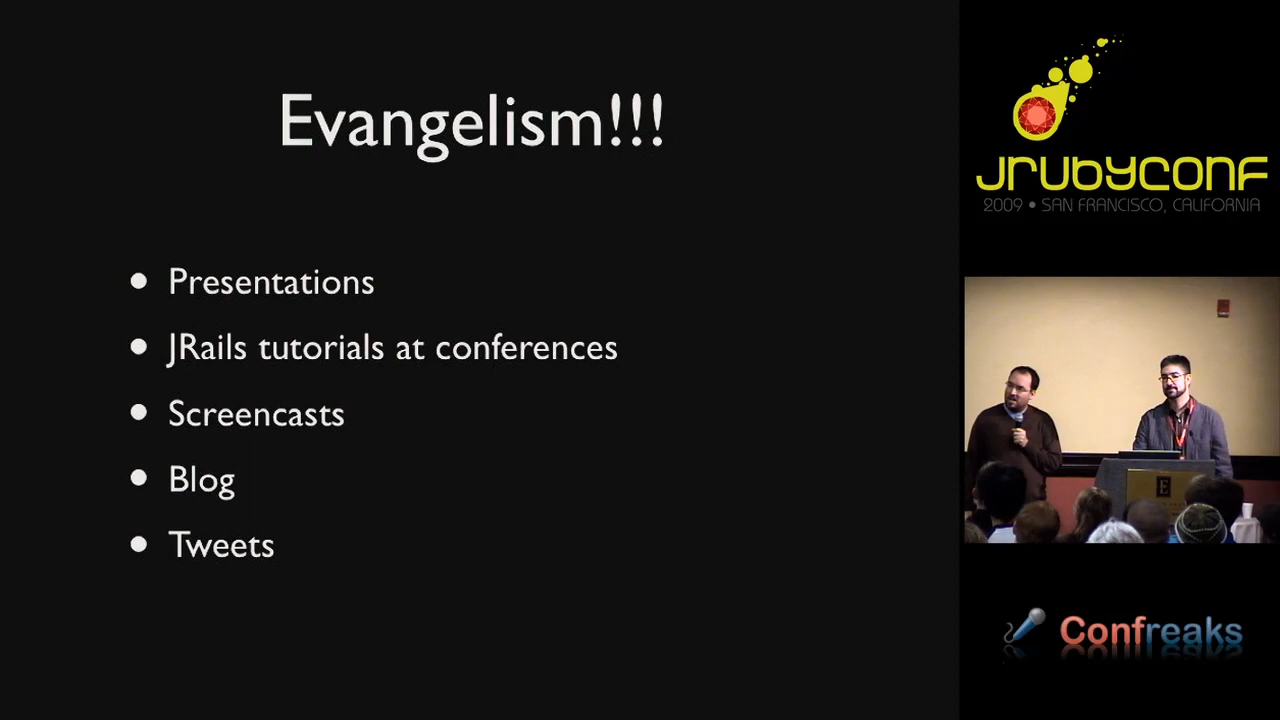 Evangelism!!!
• Presentations
• JRails tutorials at conferences
• Screencasts
• Blog
• Tweets
JRubyConf
2009 • SAN FRANCISCO, CALIFORNIA
E
Confreaks